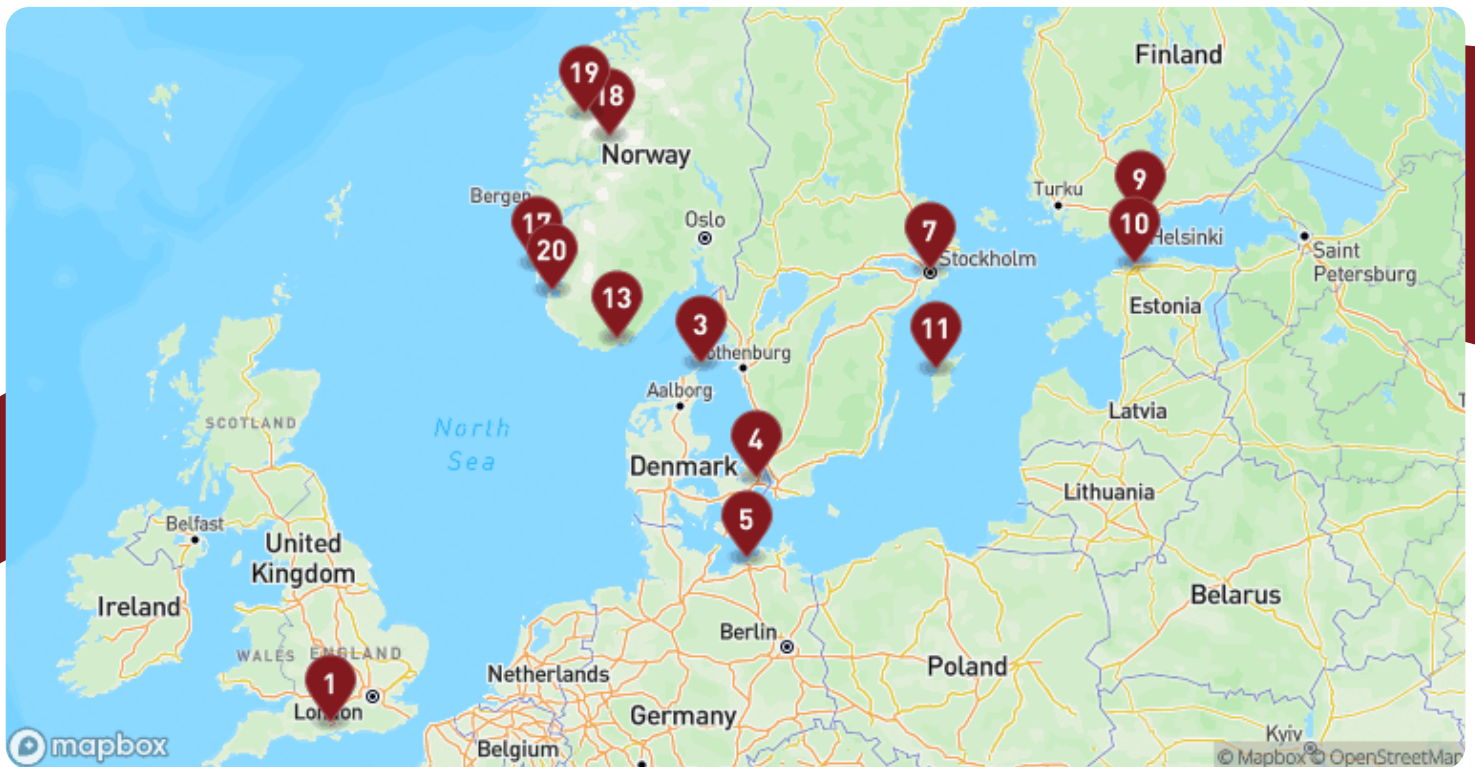 Finland
19
18
Norway
9
Turku
Bergen
17
Oslo
10
Helsinki
7
Stockholm
Saint
Petersburg
20
13
Estonia
3
othenburg
11
Aalborg
SCOTLAND
North
Sea
4
Denmark
Latvia
Lithuania
5
Belfast
United
Kingdom
Ireland
Belarus
Berlin
WALES
ENGLAND
Netherlands
Poland
1
London
Germany
Belgium
Kyiv
mapbox
© Mapbox © OpenStreetMap